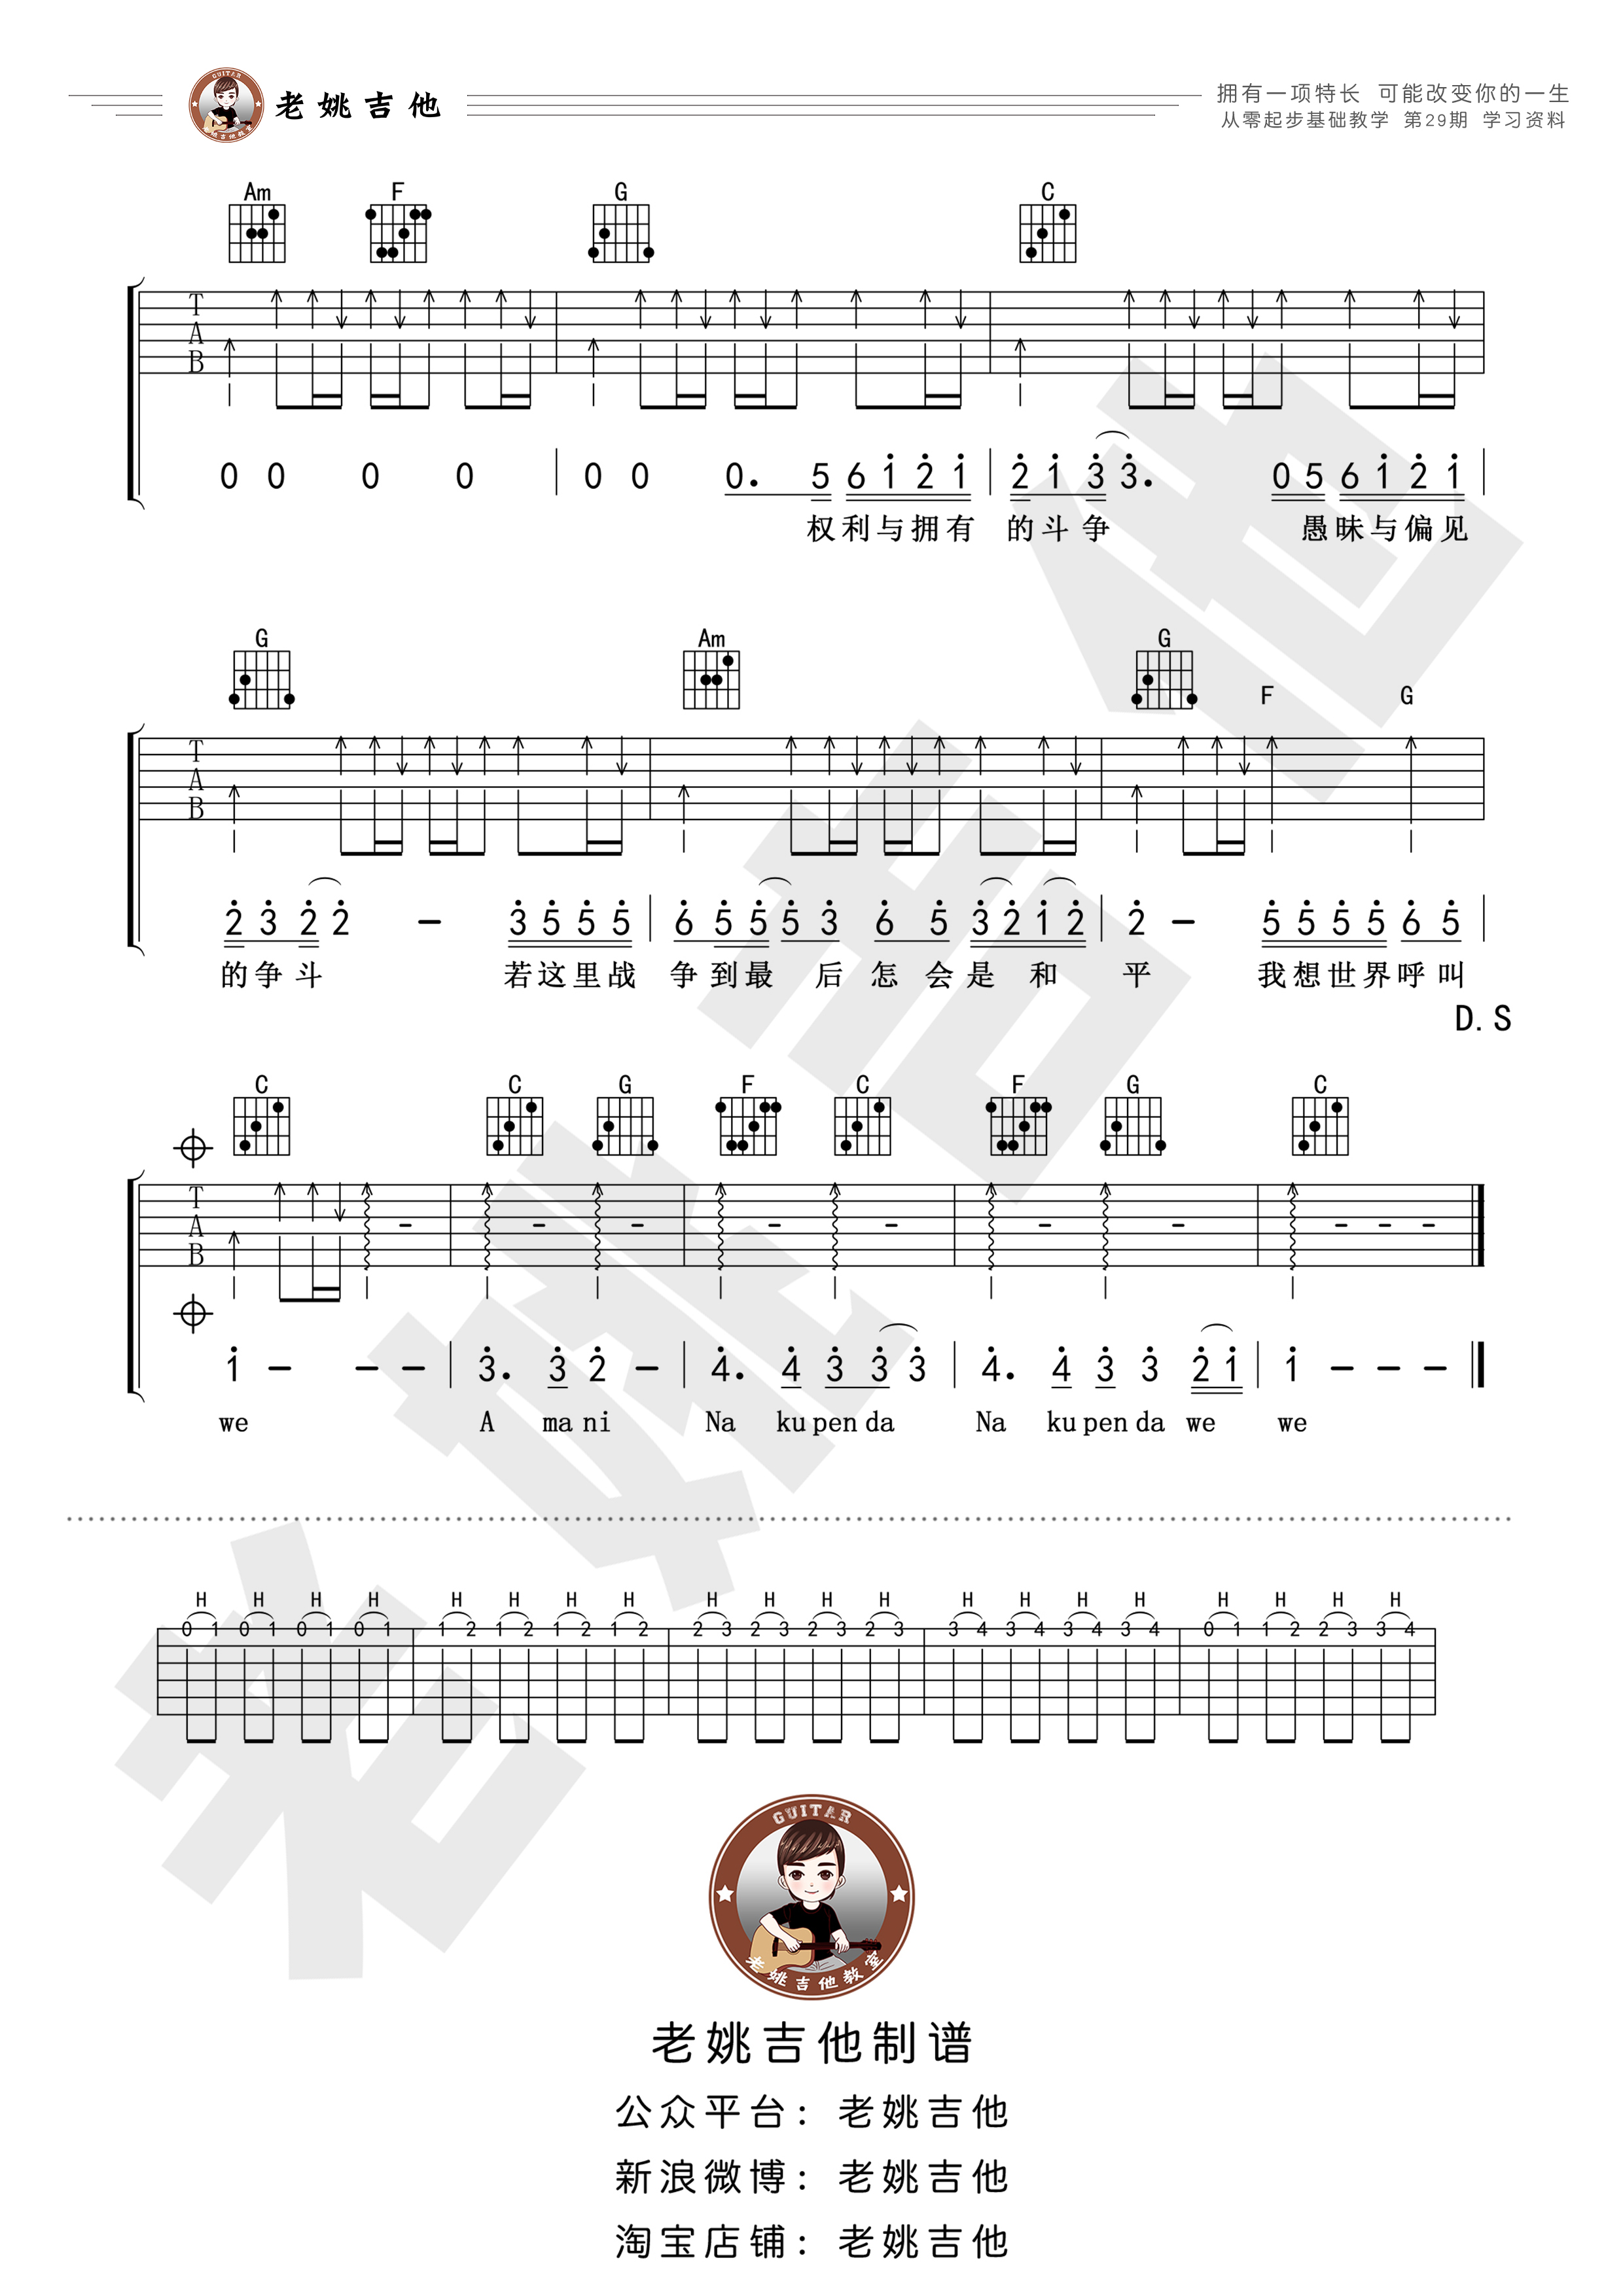 GUITAR
老姚吉他教室
老姚吉他
拥有一项特长 可能改变你的一生
从零起步基础教学 第29期 学习资料
Am F G C
T
A
B
0 0 0 0 0 0 0. 5 6 1 2 1 2 1 3 3. 0 5 6 1 2 1
权利与拥有 的斗争 愚昧与偏见
G Am G F G
T
A
B
2 3 2 2 - 3 5 5 5 6 5 5 5 3 6 5 3 2 1 2 2 - 5 5 5 5 6 5
的争斗 若这里战 争到最 后 怎 会 是 和 平 我想世界呼叫
D.S
C C G F C F G C
T
A
B
1 - - - 3. 3 2 - 4. 4 3 3 3 4. 4 3 3 2 1 1 - - -
we A ma ni Na ku pen da Na ku pen da we we
H H H H H H H H H H H H H H H H H H H H
0 1 0 1 0 1 0 1 1 2 1 2 1 2 1 2 2 3 2 3 2 3 2 3 3 4 3 4 3 4 3 4 0 1 1 2 2 3 3 4
GUITAR
老姚吉他教室
老姚吉他制谱
公众平台：老姚吉他
新浪微博：老姚吉他
淘宝店铺：老姚吉他
老姚吉他